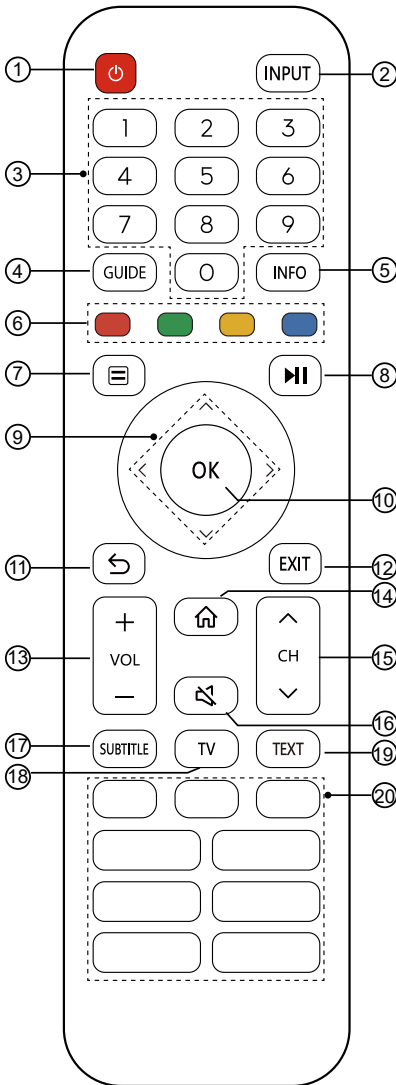 ① INPUT ②
1 2 3
③ 4 5 6
7 8 9
④ GUIDE 0 INFO ⑤
⑥
⑦ ⑧
⑨
OK
⑩
⑪ EXIT ⑫
⑭
+
⑬ VOL CH ⑮
−
⑯
⑰ SUBTITLE TV TEXT ⑲
⑱
⑳